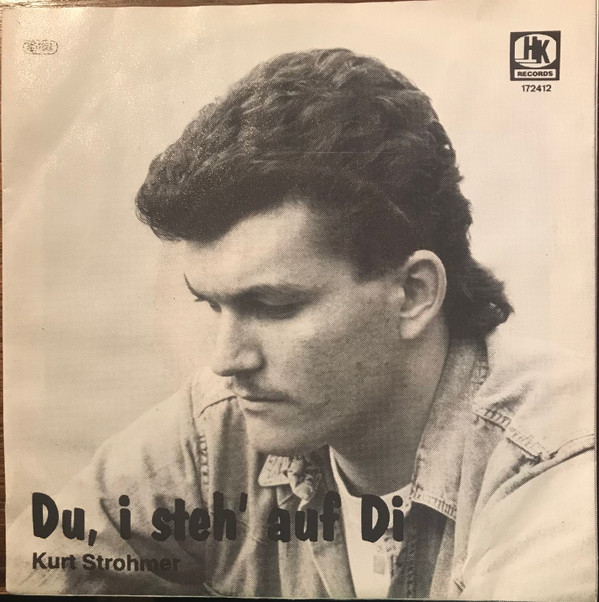 HK
RECORDS
172412
Du, i steh' auf Di
Kurt Strohmer